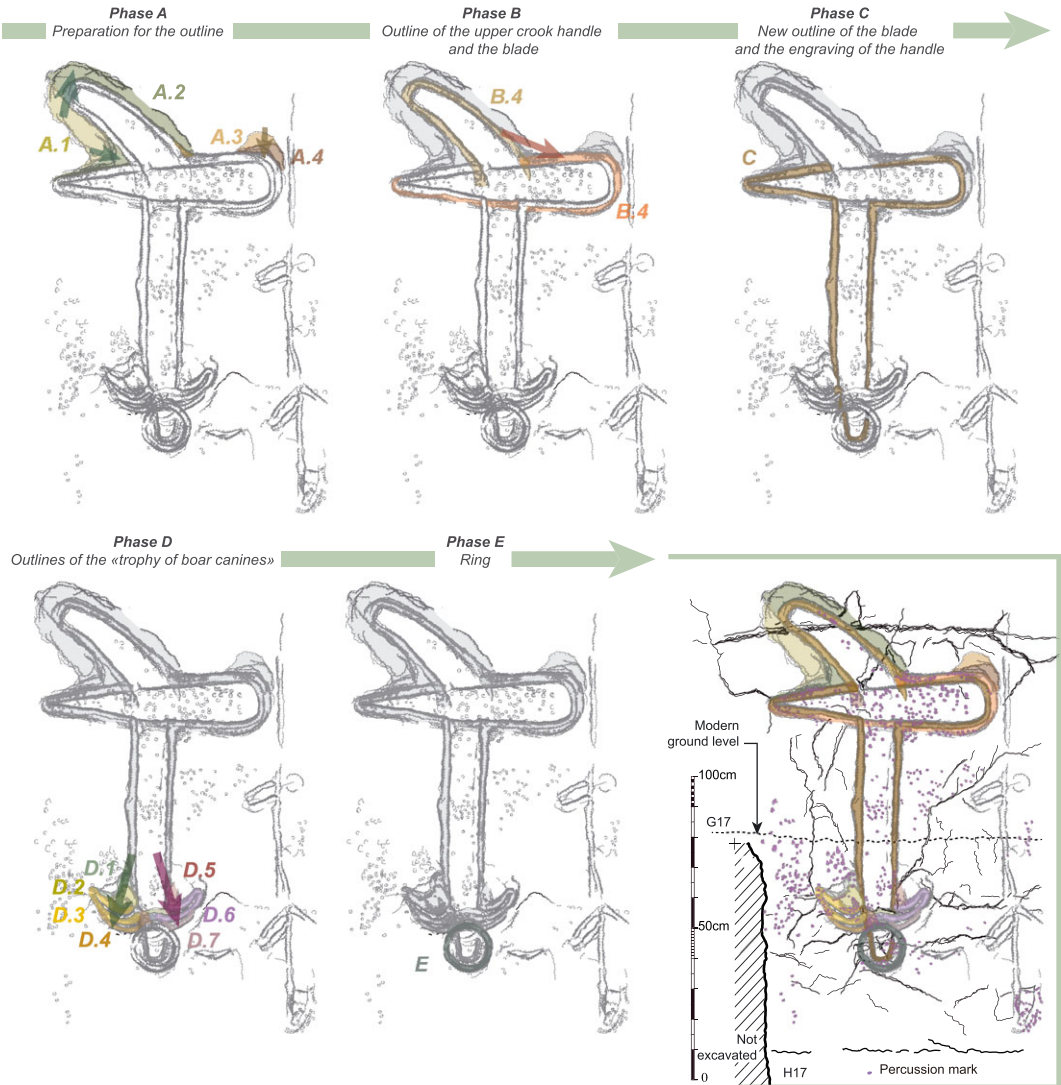 Phase A
Preparation for the outline
Phase B
Outline of the upper crook handle
and the blade
Phase C
New outline of the blade
and the engraving of the handle
A.2
A.1
A.3
A.4
B.4
B.4
C
Phase D
Outlines of the «trophy of boar canines»
Phase E
Ring
D.1
D.2
D.3
D.4
D.5
D.6
D.7
E
Modern
ground level
100cm
G17
50cm
Not
excavated
0
H17
Percussion mark